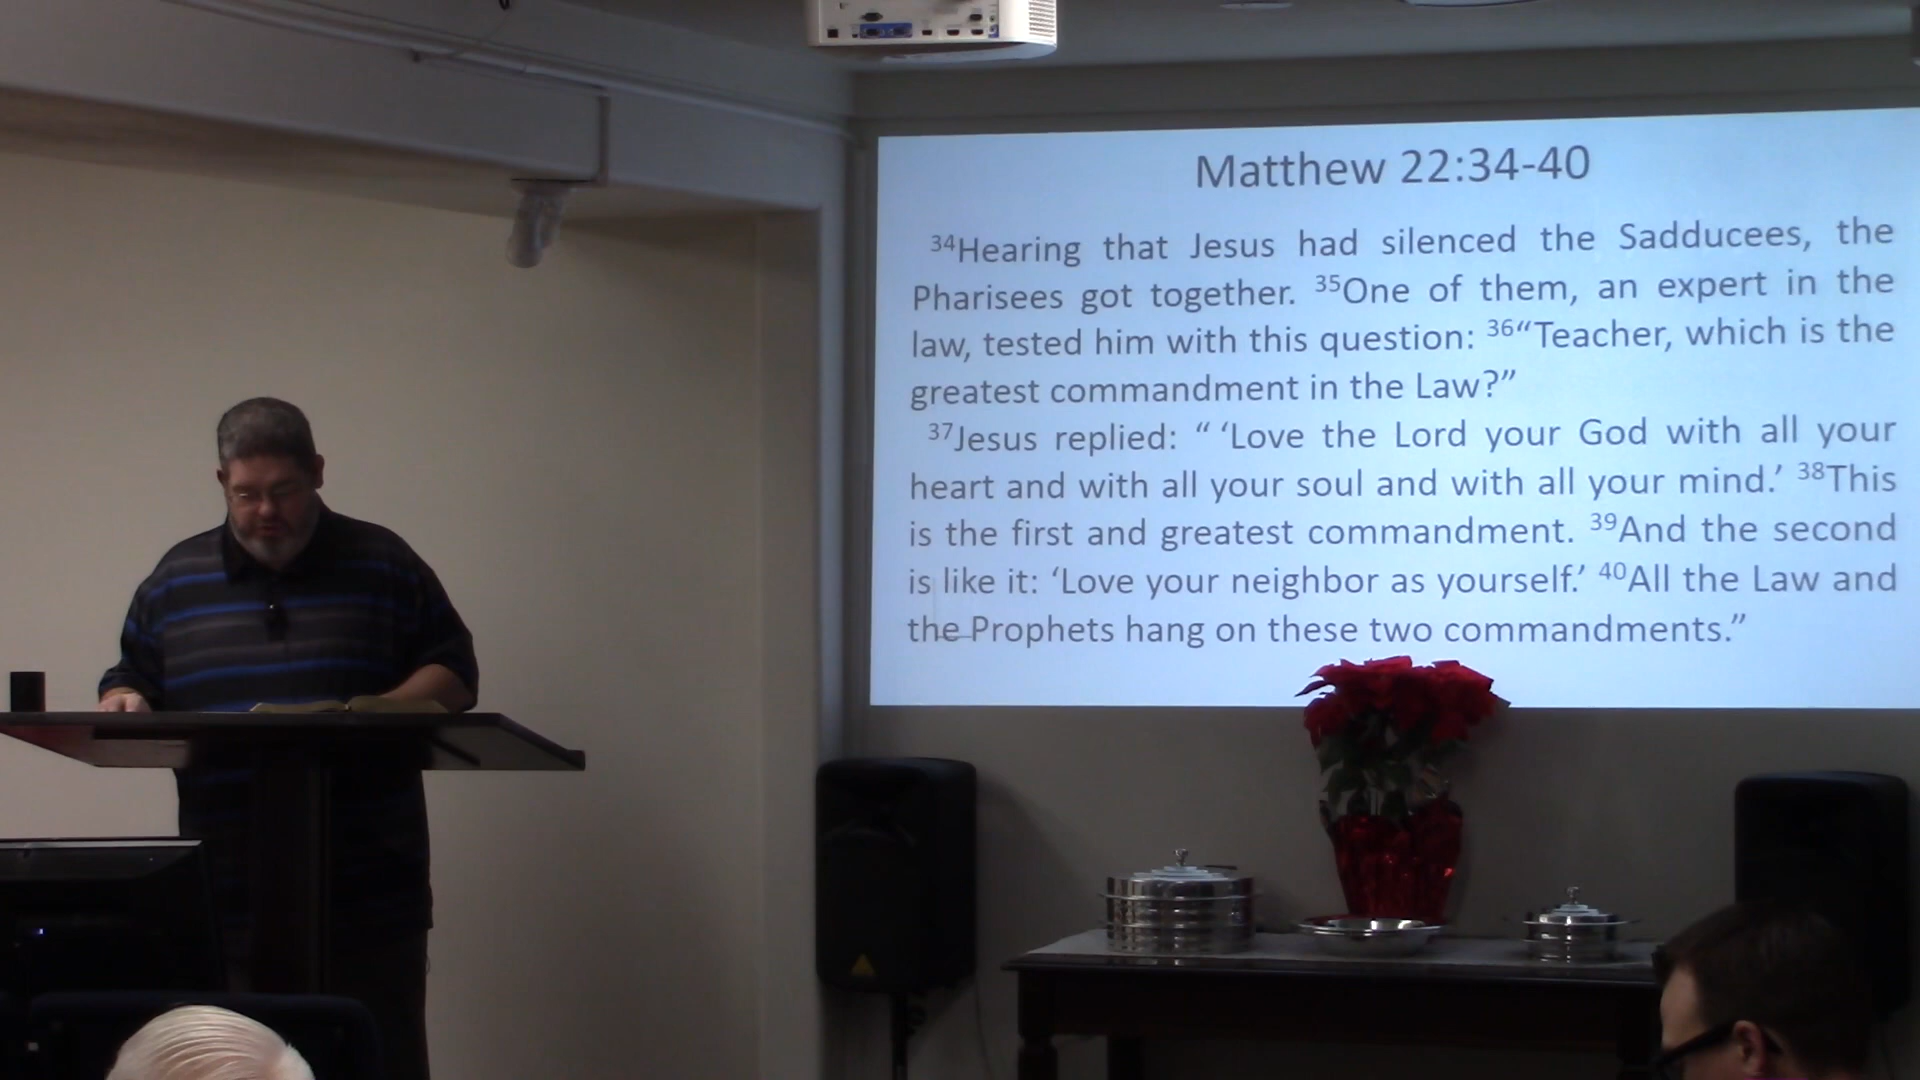 Matthew 22:34-40
³⁴Hearing that Jesus had silenced the Sadducees, the
Pharisees got together. ³⁵One of them, an expert in the
law, tested him with this question: ³⁶“Teacher, which is the
greatest commandment in the Law?”
³⁷Jesus replied: “ ‘Love the Lord your God with all your
heart and with all your soul and with all your mind.’ ³⁸This
is the first and greatest commandment. ³⁹And the second
is like it: ‘Love your neighbor as yourself.’ ⁴⁰All the Law and
the Prophets hang on these two commandments.”